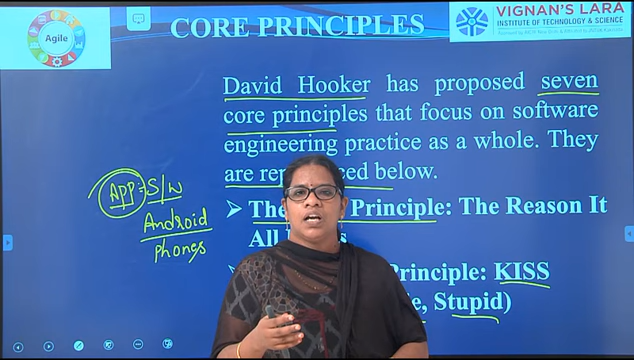 Agile
CORE PRINCIPLES
VIGNAN'S LARA
INSTITUTE OF TECHNOLOGY & SCIENCE
David Hooker has proposed seven
core principles that focus on software
engineering practice as a whole. They
are below.
APP = S/W
Android
phones
➤ The Principle: The Reason It
All
Principle: KISS
Stupid)